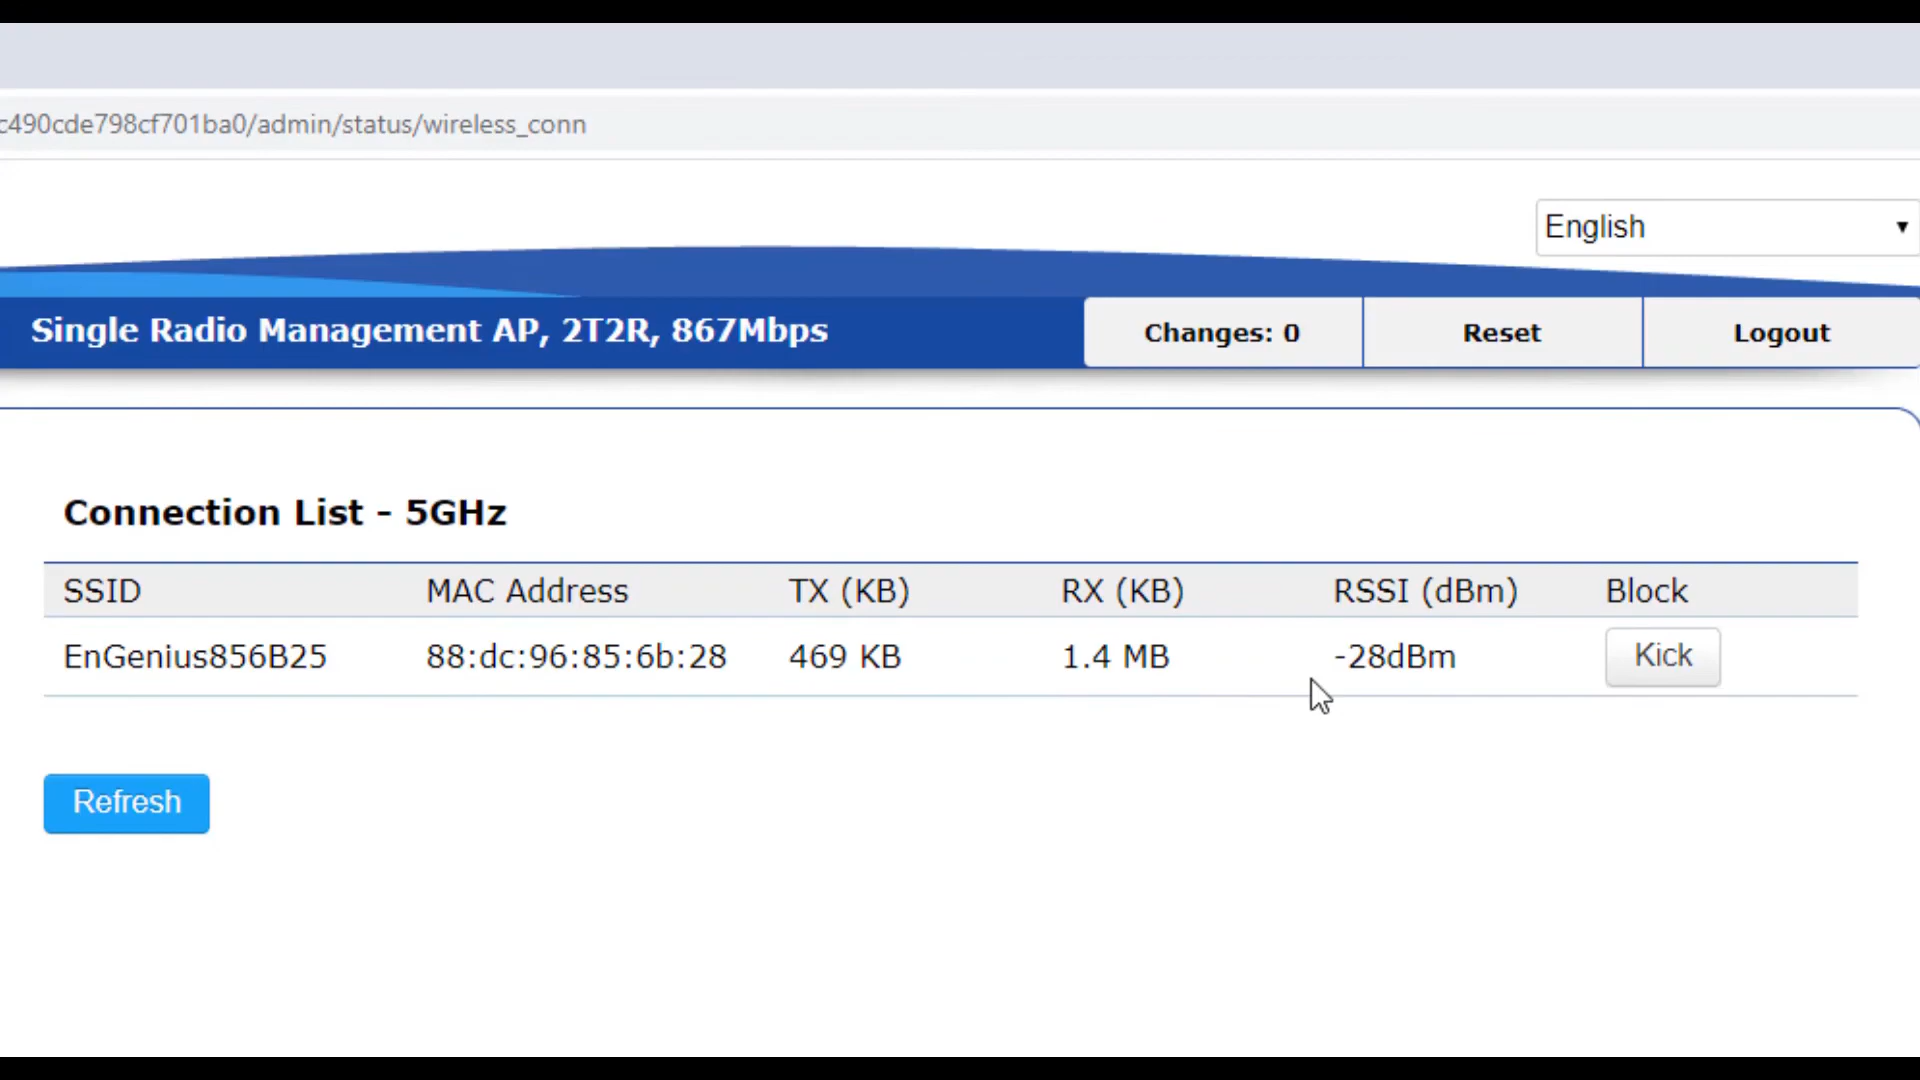 c490cde798cf701ba0/admin/status/wireless_conn
English
Single Radio Management AP, 2T2R, 867Mbps
Changes: 0 Reset Logout
Connection List - 5GHz
SSID MAC Address TX (KB) RX (KB) RSSI (dBm) Block
EnGenius856B25 88:dc:96:85:6b:28 469 KB 1.4 MB -28dBm Kick
Refresh